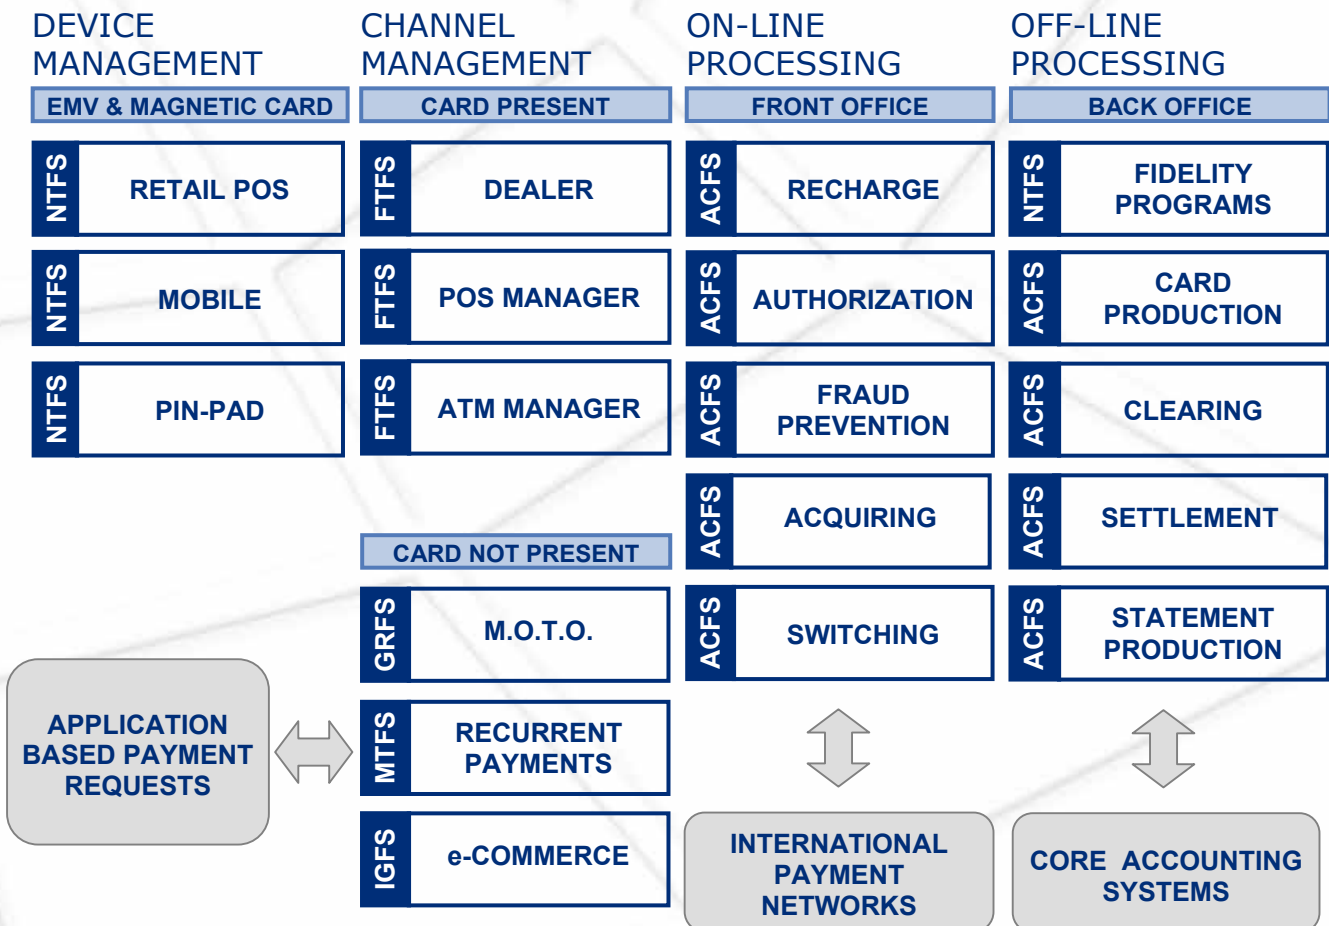 DEVICE
MANAGEMENT
EMV & MAGNETIC CARD
NTFS
RETAIL POS
NTFS
MOBILE
NTFS
PIN-PAD
APPLICATION
BASED PAYMENT
REQUESTS
CHANNEL
MANAGEMENT
CARD PRESENT
FTFS
DEALER
FTFS
POS MANAGER
FTFS
ATM MANAGER
CARD NOT PRESENT
GRFS
M.O.T.O.
MTFS
RECURRENT
PAYMENTS
IGFS
e-COMMERCE
ON-LINE
PROCESSING
FRONT OFFICE
ACFS
RECHARGE
ACFS
AUTHORIZATION
ACFS
FRAUD
PREVENTION
ACFS
ACQUIRING
ACFS
SWITCHING
INTERNATIONAL
PAYMENT
NETWORKS
OFF-LINE
PROCESSING
BACK OFFICE
NTFS
FIDELITY
PROGRAMS
ACFS
CARD
PRODUCTION
ACFS
CLEARING
ACFS
SETTLEMENT
ACFS
STATEMENT
PRODUCTION
CORE ACCOUNTING
SYSTEMS